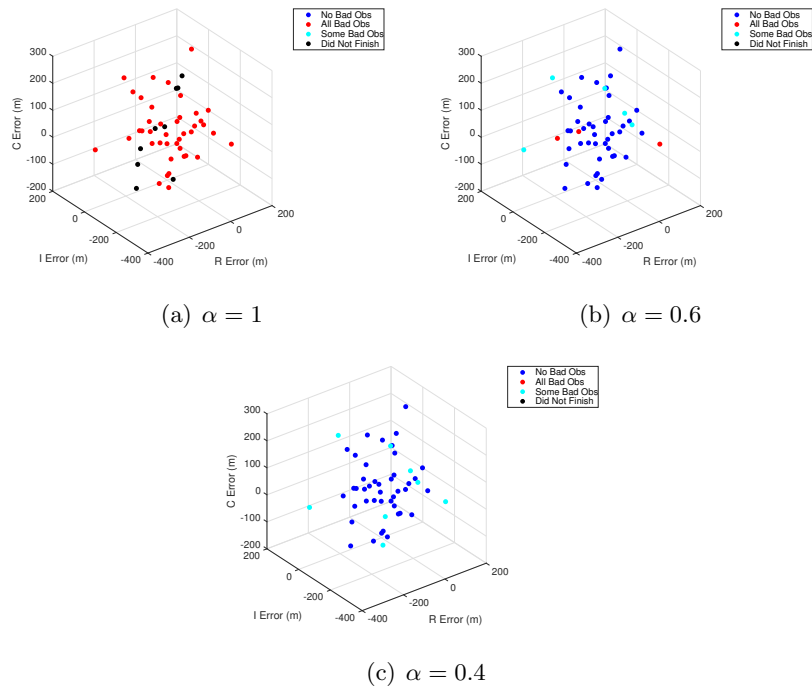 No Bad Obs
All Bad Obs
Some Bad Obs
Did Not Finish
300
200
100
0
-100
-200
C Error (m)
200
0
-200
-400
I Error (m)
-400
-200
0
200
R Error (m)
(a) α = 1
No Bad Obs
All Bad Obs
Some Bad Obs
Did Not Finish
300
200
100
0
-100
-200
C Error (m)
200
0
-200
-400
I Error (m)
-400
-200
0
200
R Error (m)
(b) α = 0.6
No Bad Obs
All Bad Obs
Some Bad Obs
Did Not Finish
300
200
100
0
-100
-200
C Error (m)
200
0
-200
-400
I Error (m)
-400
-200
0
200
R Error (m)
(c) α = 0.4